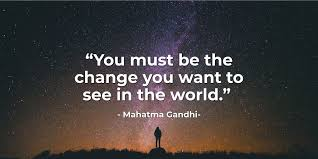 “You must be the
change you want to
see in the world.”
- Mahatma Gandhi-